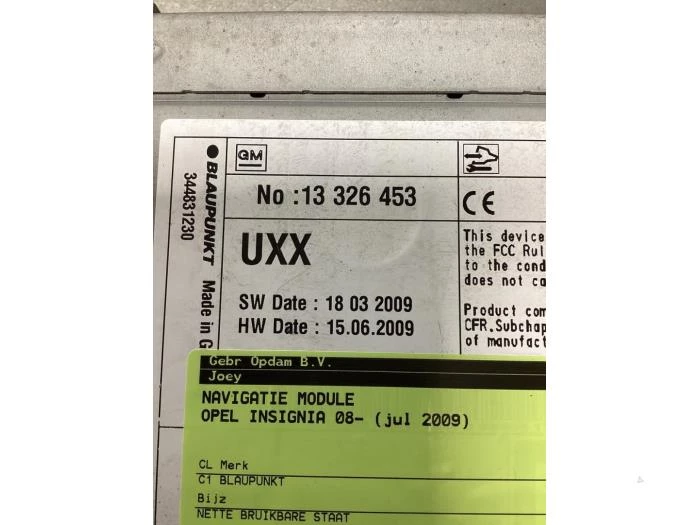 BLAUPUNKT Made in G
344831230
GM
No :13 326 453
UXX
SW Date : 18 03 2009
HW Date : 15.06.2009
CE
This device
the FCC Rul
to the cond
does not ca
Product com
CFR.Subchap
of manufact
Gebr Opdam B.V.
Joey
NAVIGATIE MODULE
OPEL INSIGNIA 08- (jul 2009)
CL Merk
C1 BLAUPUNKT
Bijz
NETTE BRUIKBARE STAAT